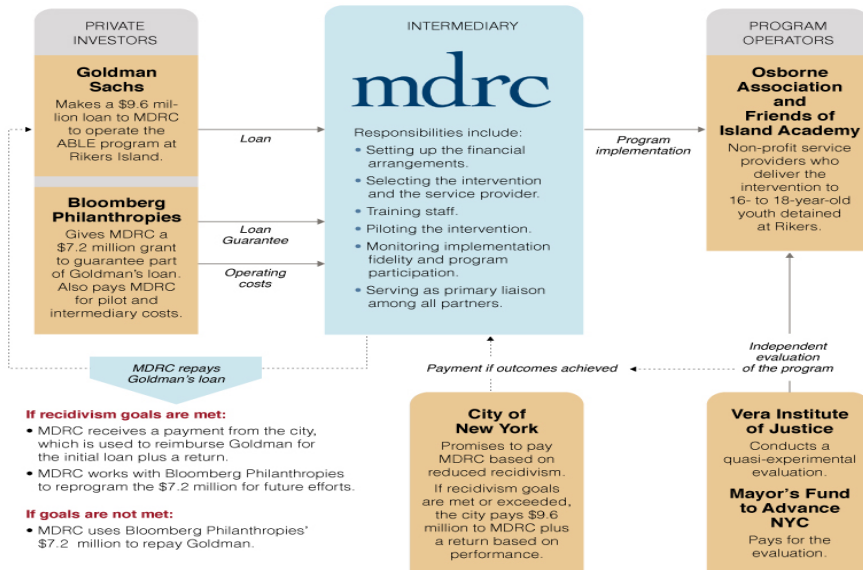 PRIVATE
INVESTORS
Goldman
Sachs
Makes a $9.6 mil-
lion loan to MDRC
to operate the
ABLE program at
Rikers Island.
Bloomberg
Philanthropies
Gives MDRC a
$7.2 million grant
to guarantee part
of Goldman's loan.
Also pays MDRC
for pilot and
intermediary costs.
Loan
Loan
Guarantee
Operating
costs
INTERMEDIARY
mdrc
Responsibilities include:
• Setting up the financial
arrangements.
• Selecting the intervention
and the service provider.
• Training staff.
• Piloting the intervention.
• Monitoring implementation
fidelity and program
participation.
• Serving as primary liaison
among all partners.
Program
implementation
PROGRAM
OPERATORS
Osborne
Association
and
Friends of
Island Academy
Non-profit service
providers who
deliver the
intervention to
16- to 18-year-old
youth detained
at Rikers.
MDRC repays
Goldman's loan
Payment if outcomes achieved
Independent
evaluation
of the program
If recidivism goals are met:
• MDRC receives a payment from the city,
which is used to reimburse Goldman for
the initial loan plus a return.
• MDRC works with Bloomberg Philanthropies
to reprogram the $7.2 million for future efforts.
If goals are not met:
• MDRC uses Bloomberg Philanthropies'
$7.2 million to repay Goldman.
City of
New York
Promises to pay
MDRC based on
reduced recidivism.
If recidivism goals
are met or exceeded,
the city pays $9.6
million to MDRC plus
a return based on
performance.
Vera Institute
of Justice
Conducts a
quasi-experimental
evaluation.
Mayor's Fund
to Advance
NYC
Pays for the
evaluation.